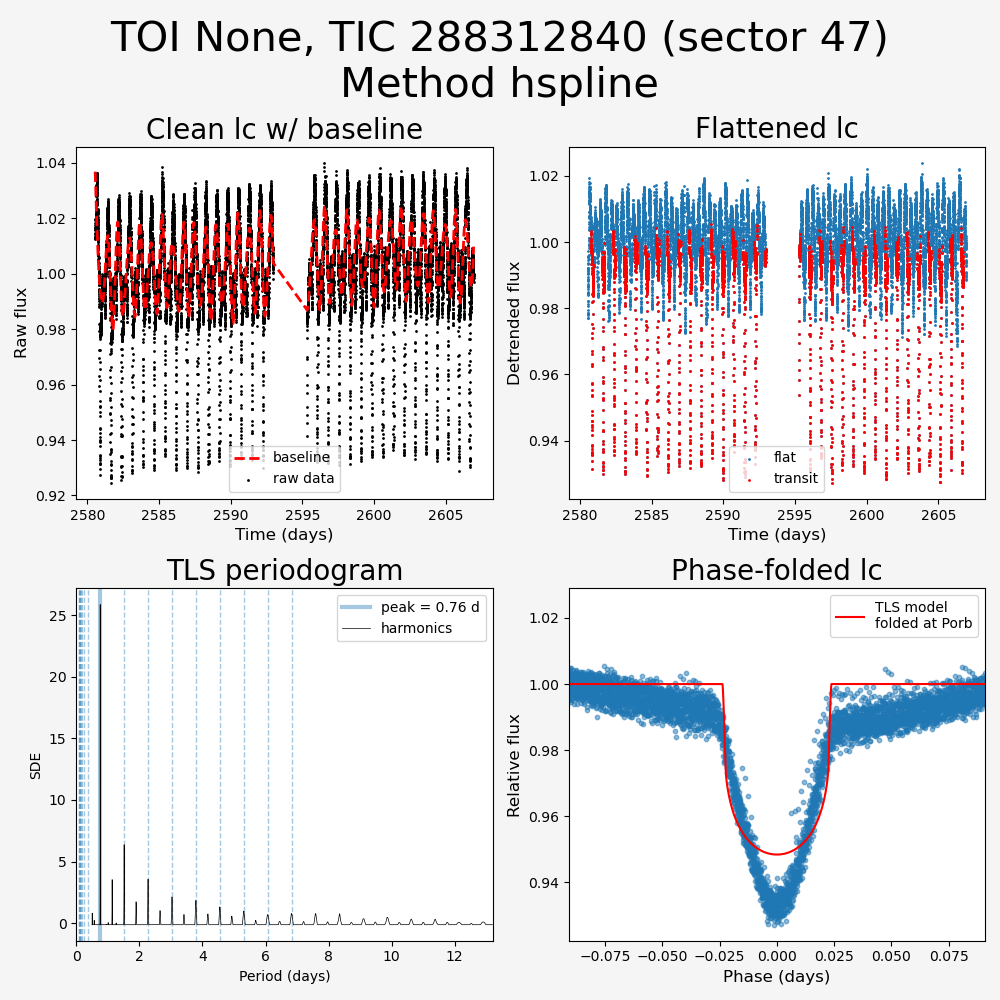 TOI None, TIC 288312840 (sector 47)
Method hspline
Clean lc w/ baseline
Flattened lc
1.04
1.02
1.00
0.98
0.96
0.94
0.92
Raw flux
baseline
raw data
2580
2585
2590
2595
2600
2605
Time (days)
1.02
1.00
0.98
0.96
0.94
Detrended flux
flat
transit
2580
2585
2590
2595
2600
2605
Time (days)
TLS periodogram
Phase-folded lc
25
20
15
10
5
0
SDE
peak = 0.76 d
harmonics
0
2
4
6
8
10
12
Period (days)
1.02
1.00
0.98
0.96
0.94
Relative flux
TLS model
folded at Porb
−0.075
−0.050
−0.025
0.000
0.025
0.050
0.075
Phase (days)